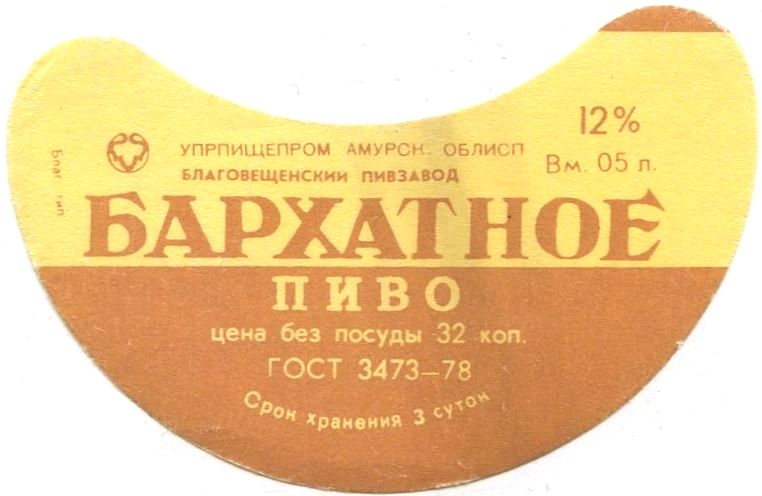 УПРПИЩЕПРОМ АМУРСК. ОБЛИСП
БЛАГОВЕЩЕНСКИЙ ПИВЗАВОД
12%
Вм. 05 л.
Благ. тип.
БАРХАТНОЕ
ПИВО
цена без посуды 32 коп.
ГОСТ 3473—78
Срок хранения 3 суток